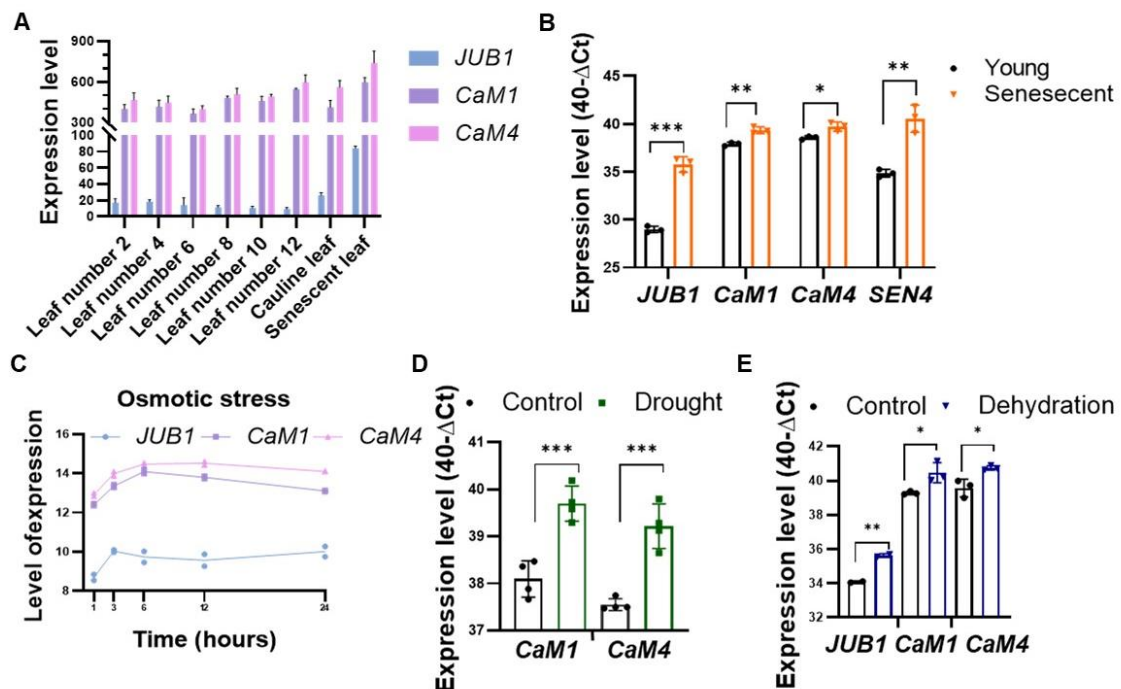 A
Expression level
900
600
300
100
80
60
40
20
0
JUB1
CaM1
CaM4
Leaf number 2
Leaf number 4
Leaf number 6
Leaf number 8
Leaf number 10
Leaf number 12
Cauline leaf
Senescent leaf
B
Expression level (40-ΔCt)
45
40
35
30
25
Young
Senesecent
***
**
*
**
JUB1 CaM1 CaM4 SEN4
C
Osmotic stress
JUB1 CaM1 CaM4
Level ofexpression
16
14
12
10
8
1 3 6 12 24
Time (hours)
D
Control Drought
Expression level (40-ΔCt)
41
40
39
38
37
*** ***
CaM1 CaM4
E
Control Dehydration
Expression level (40-ΔCt)
42
40
38
36
34
32
**
*
*
JUB1 CaM1 CaM4